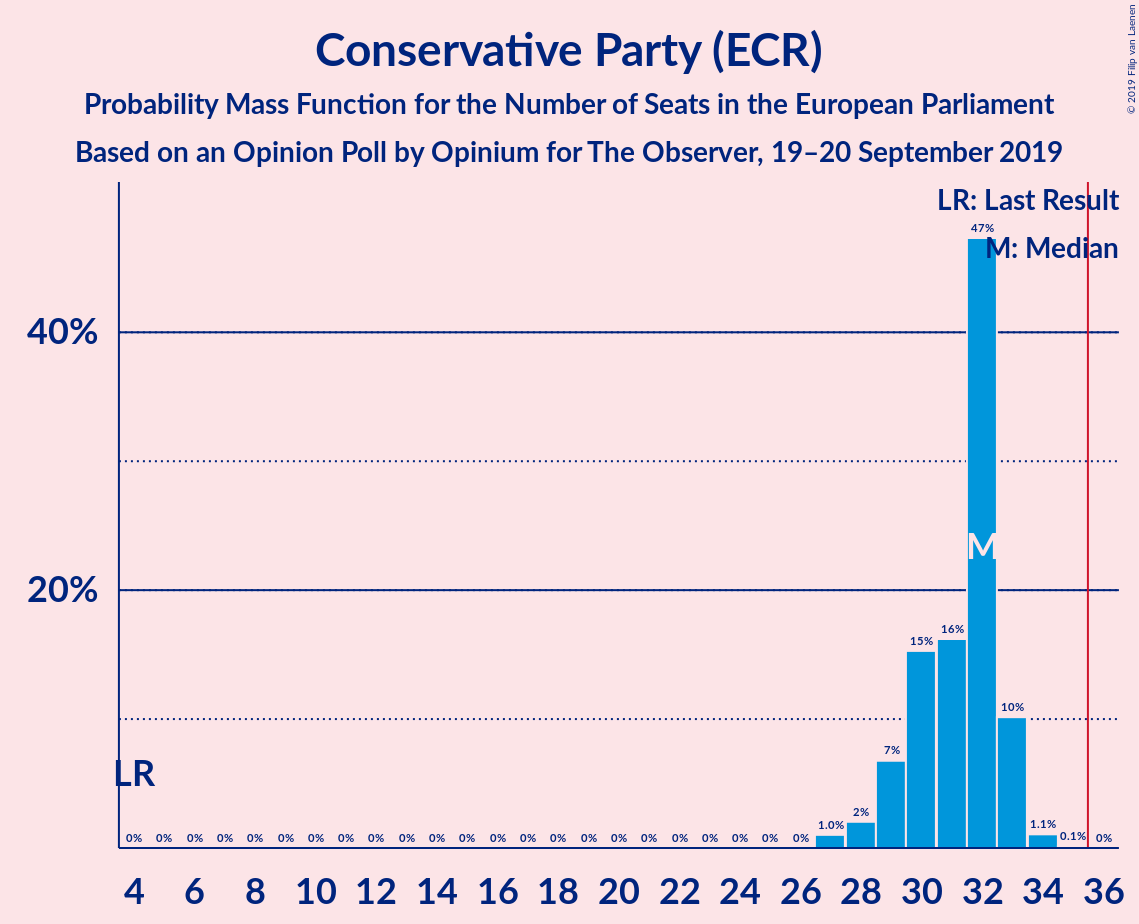 Conservative Party (ECR)
Probability Mass Function for the Number of Seats in the European Parliament
Based on an Opinion Poll by Opinium for The Observer, 19–20 September 2019
© 2019 Filip van Laenen
LR: Last Result
M: Median
47%
40%
M
20%
16%
15%
10%
7%
LR
0% 0% 0% 0% 0% 0% 0% 0% 0% 0% 0% 0% 0% 0% 0% 0% 0% 0% 0% 0% 0% 0% 0% 1.0% 2% 1.1% 0.1% 0%
4 6 8 10 12 14 16 18 20 22 24 26 28 30 32 34 36